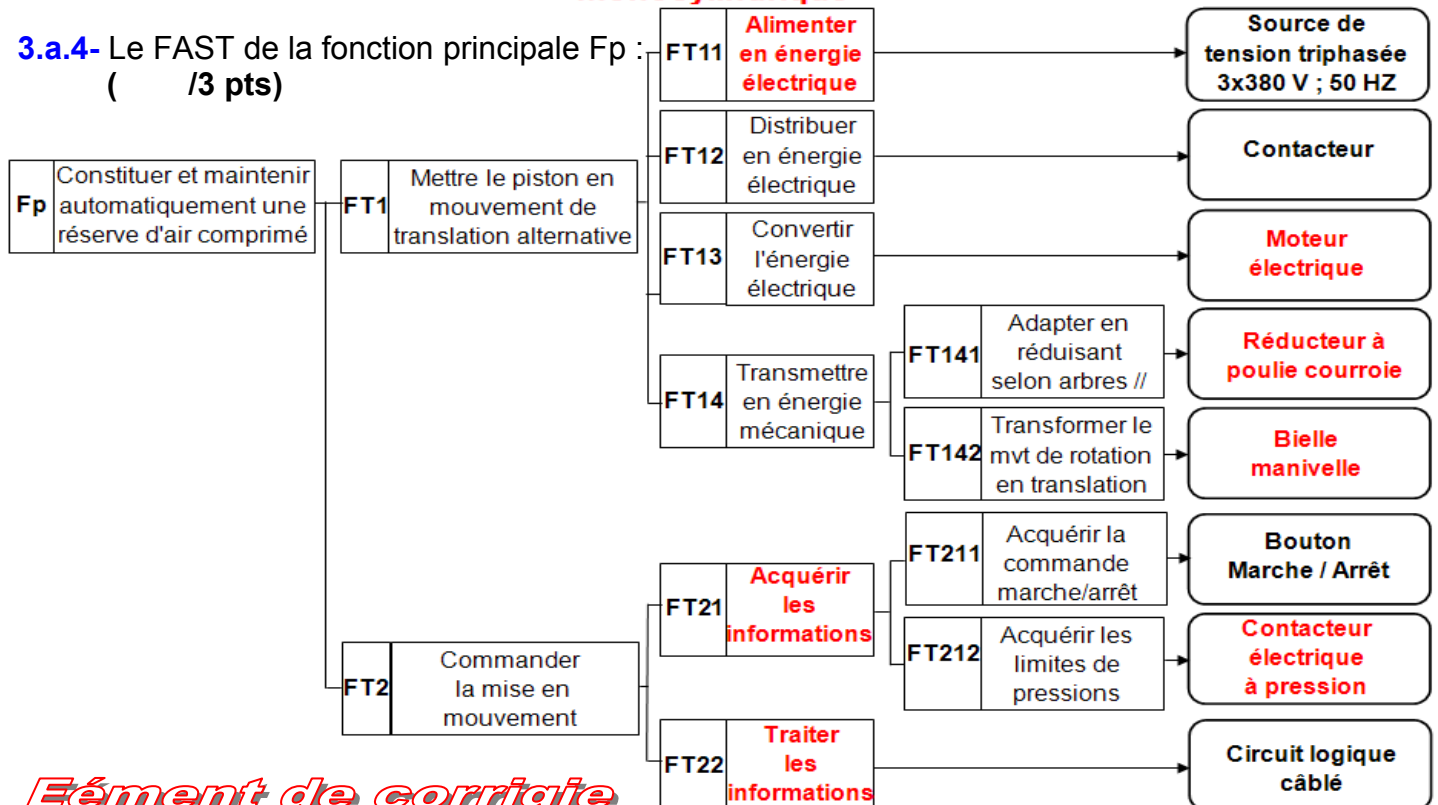 3.a.4- Le FAST de la fonction principale Fp :
( /3 pts)
Fp
Constituer et maintenir
automatiquement une
réserve d'air comprimé
FT1
Mettre le piston en
mouvement de
translation alternative
FT11
Alimenter
en énergie
électrique
Source de
tension triphasée
3x380 V ; 50 HZ
FT12
Distribuer
en énergie
électrique
Contacteur
FT13
Convertir
l'énergie
électrique
Moteur
électrique
FT14
Transmettre
en énergie
mécanique
FT141
Adapter en
réduisant
selon arbres //
Réducteur à
poulie courroie
FT142
Transformer le
mvt de rotation
en translation
Bielle
manivelle
FT2
Commander
la mise en
mouvement
FT21
Acquérir
les
informations
FT211
Acquérir la
commande
marche/arrêt
Bouton
Marche / Arrêt
FT212
Acquérir les
limites de
pressions
Contacteur
électrique
à pression
FT22
Traiter
les
informations
Circuit logique
câblé
Eément de corrigie